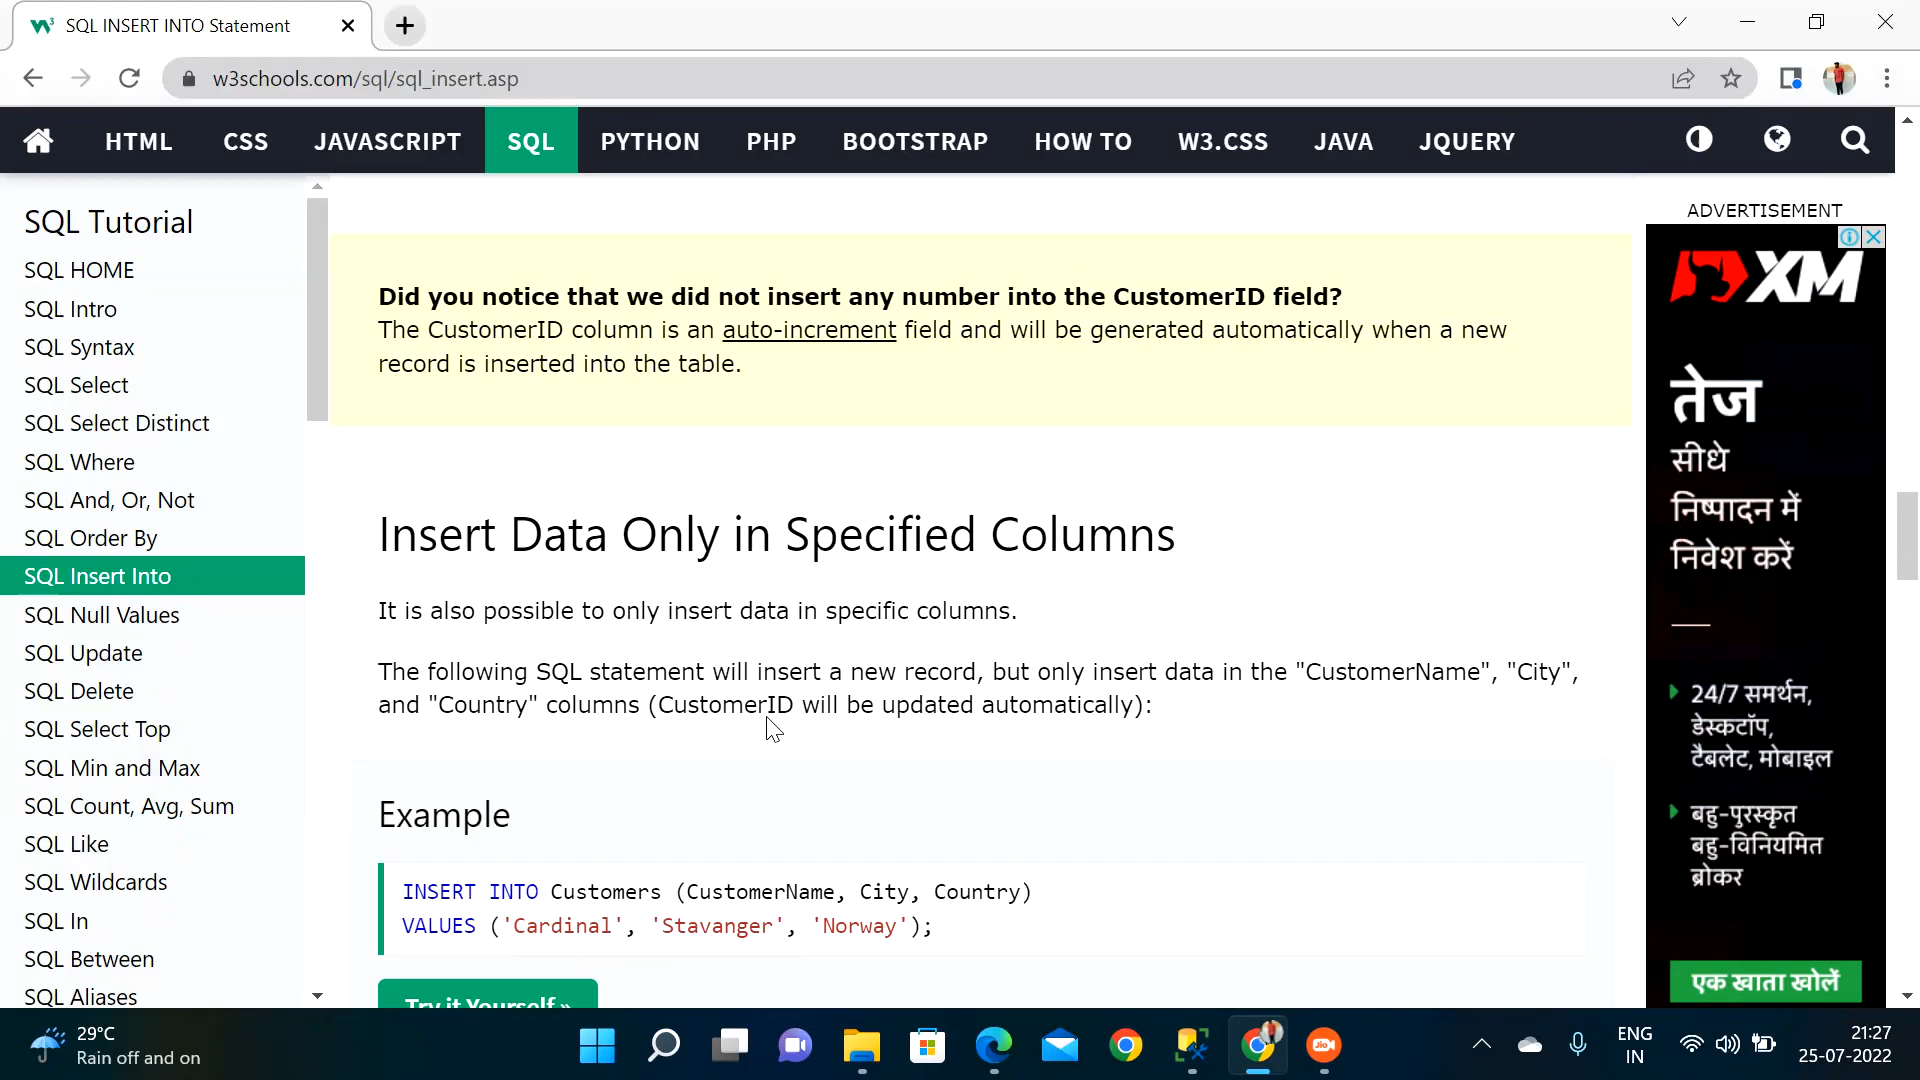 SQL INSERT INTO Statement
w3schools.com/sql/sql_insert.asp
HTML CSS JAVASCRIPT SQL PYTHON PHP BOOTSTRAP HOW TO W3.CSS JAVA JQUERY
SQL Tutorial
SQL HOME
SQL Intro
SQL Syntax
SQL Select
SQL Select Distinct
SQL Where
SQL And, Or, Not
SQL Order By
SQL Insert Into
SQL Null Values
SQL Update
SQL Delete
SQL Select Top
SQL Min and Max
SQL Count, Avg, Sum
SQL Like
SQL Wildcards
SQL In
SQL Between
SQL Aliases
Did you notice that we did not insert any number into the CustomerID field?
The CustomerID column is an auto-increment field and will be generated automatically when a new
record is inserted into the table.
Insert Data Only in Specified Columns
It is also possible to only insert data in specific columns.
The following SQL statement will insert a new record, but only insert data in the "CustomerName", "City",
and "Country" columns (CustomerID will be updated automatically):
Example
INSERT INTO Customers (CustomerName, City, Country)
VALUES ('Cardinal', 'Stavanger', 'Norway');
Try it Yourself »
ADVERTISEMENT
XM
तेज
सीधे
निष्पादन में
निवेश करें
24/7 समर्थन,
डेस्कटॉप,
टैबलेट, मोबाइल
बहु-पुरस्कृत
बहु-विनियमित
ब्रोकर
एक खाता खोलें
29°C
Rain off and on
Jio
ENG
IN
21:27
25-07-2022